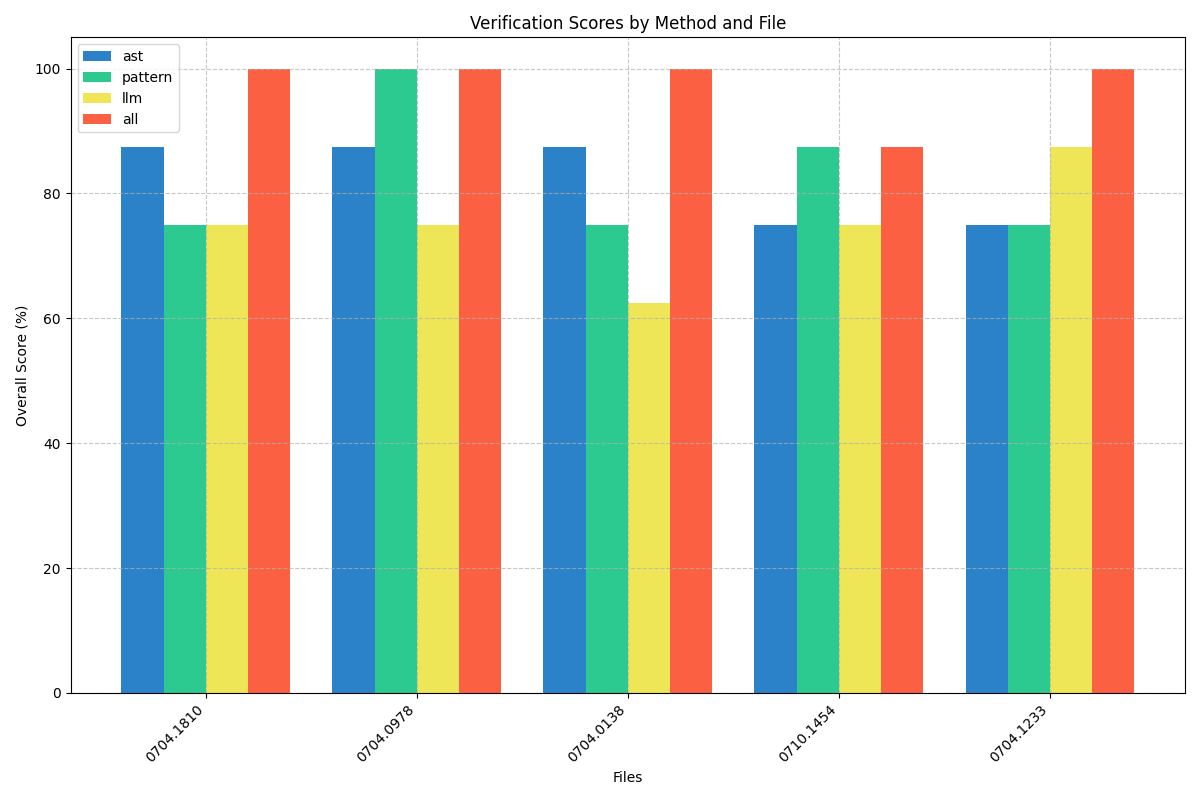 Verification Scores by Method and File
ast
pattern
llm
all
Overall Score (%)
100
80
60
40
20
0
0704.1810
0704.0978
0704.0138
0710.1454
0704.1233
Files